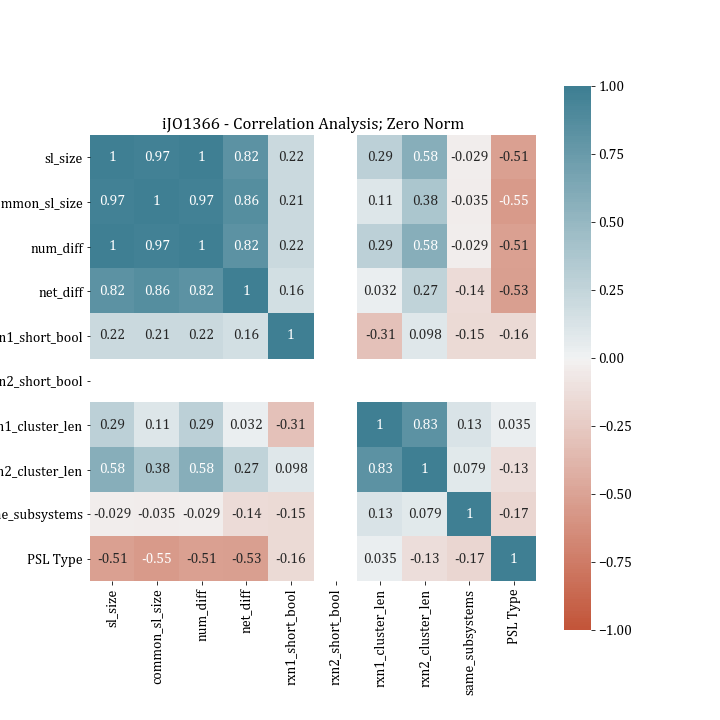 iJO1366 - Correlation Analysis; Zero Norm
sl_size 1 0.97 1 0.82 0.22 0.29 0.58 -0.029 -0.51
mmon_sl_size 0.97 1 0.97 0.86 0.21 0.11 0.38 -0.035 -0.55
num_diff 1 0.97 1 0.82 0.22 0.29 0.58 -0.029 -0.51
net_diff 0.82 0.86 0.82 1 0.16 0.032 0.27 -0.14 -0.53
n1_short_bool 0.22 0.21 0.22 0.16 1 -0.31 0.098 -0.15 -0.16
n2_short_bool
n1_cluster_len 0.29 0.11 0.29 0.032 -0.31 1 0.83 0.13 0.035
n2_cluster_len 0.58 0.38 0.58 0.27 0.098 0.83 1 0.079 -0.13
e_subsystems -0.029 -0.035 -0.029 -0.14 -0.15 0.13 0.079 1 -0.17
PSL Type -0.51 -0.55 -0.51 -0.53 -0.16 0.035 -0.13 -0.17 1
sl_size
common_sl_size
num_diff
net_diff
rxn1_short_bool
rxn2_short_bool
rxn1_cluster_len
rxn2_cluster_len
same_subsystems
PSL Type
1.00
0.75
0.50
0.25
0.00
−0.25
−0.50
−0.75
−1.00